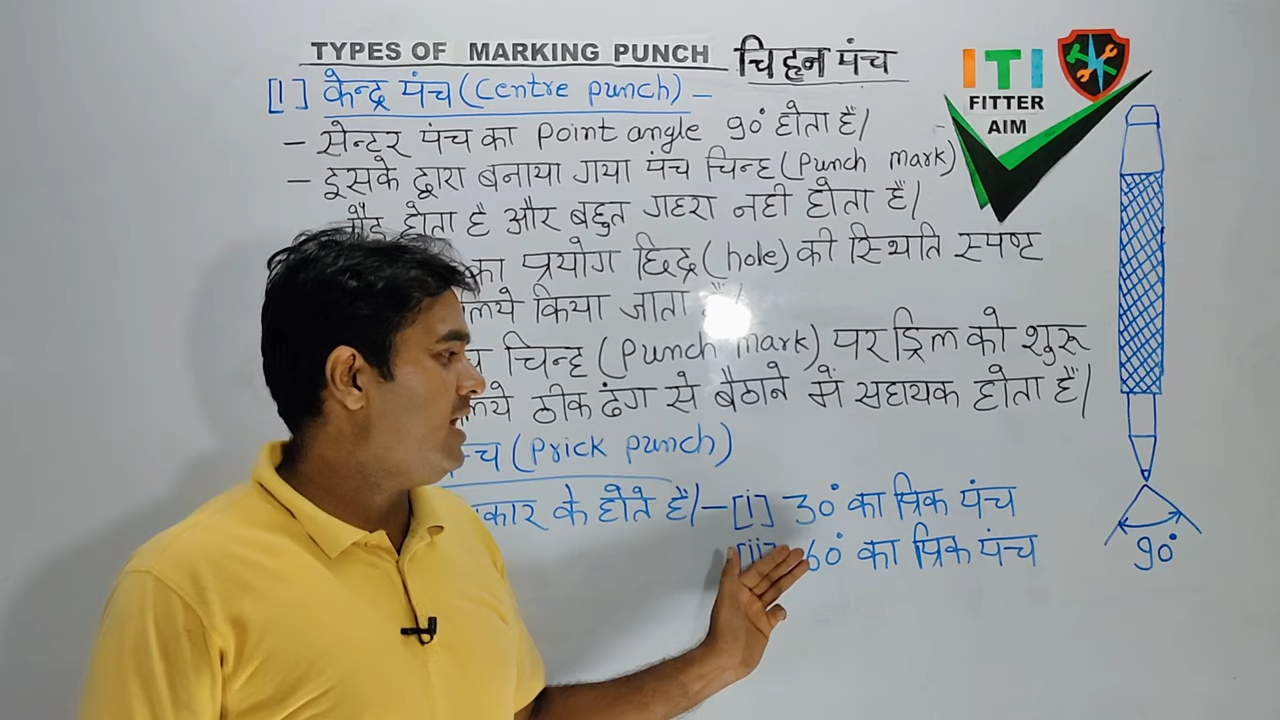 TYPES OF MARKING PUNCH चिह्न पंच
[1] केन्द्र पंच (Centre punch) –
– सेन्टर पंच का Point angle 90° होता हैं।
– इसके द्वारा बनाया गया पंच चिन्ह (Punch mark)
होता है और बहुत गहरा नही होता हैं।
का प्रयोग छिद्र (hole) की स्थिति स्पष्ट
लिये किया जाता हैं।
चिन्ह (Punch mark) पर ड्रिल को शुरू
लिये ठीक ढंग से बैठाने में सहायक होता हैं।
(Prick punch)
के होते हैं।– [i] 30° का प्रिक पंच
[ii] 60° का प्रिक पंच
ITI
FITTER
AIM
90°